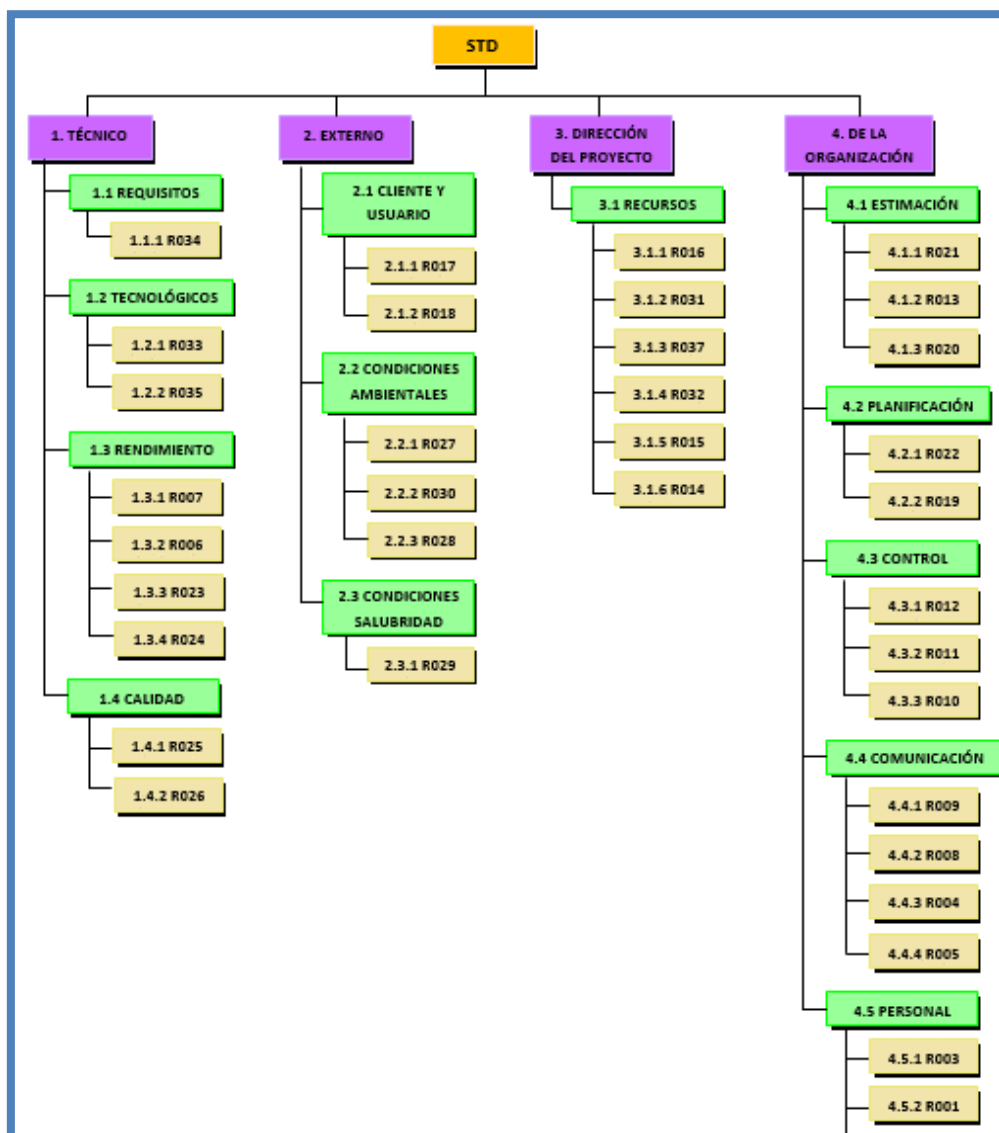 STD
1. TÉCNICO
1.1 REQUISITOS
1.1.1 R034
1.2 TECNOLÓGICOS
1.2.1 R033
1.2.2 R035
1.3 RENDIMIENTO
1.3.1 R007
1.3.2 R006
1.3.3 R023
1.3.4 R024
1.4 CALIDAD
1.4.1 R025
1.4.2 R026
2. EXTERNO
2.1 CLIENTE Y
USUARIO
2.1.1 R017
2.1.2 R018
2.2 CONDICIONES
AMBIENTALES
2.2.1 R027
2.2.2 R030
2.2.3 R028
2.3 CONDICIONES
SALUBRIDAD
2.3.1 R029
3. DIRECCIÓN
DEL PROYECTO
3.1 RECURSOS
3.1.1 R016
3.1.2 R031
3.1.3 R037
3.1.4 R032
3.1.5 R015
3.1.6 R014
4. DE LA
ORGANIZACIÓN
4.1 ESTIMACIÓN
4.1.1 R021
4.1.2 R013
4.1.3 R020
4.2 PLANIFICACIÓN
4.2.1 R022
4.2.2 R019
4.3 CONTROL
4.3.1 R012
4.3.2 R011
4.3.3 R010
4.4 COMUNICACIÓN
4.4.1 R009
4.4.2 R008
4.4.3 R004
4.4.4 R005
4.5 PERSONAL
4.5.1 R003
4.5.2 R001